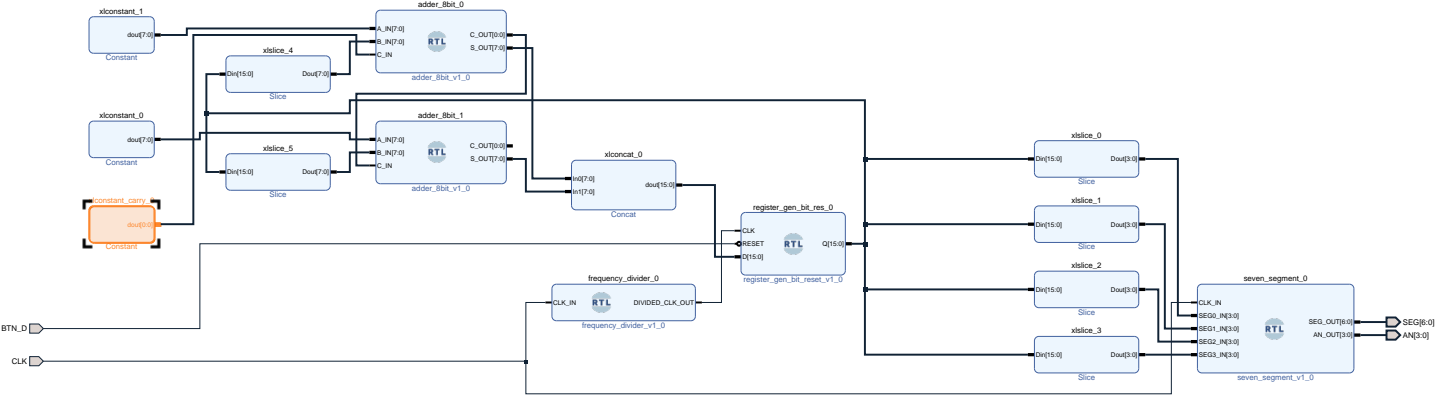 xlconstant_1
dout[7:0]
Constant
xlslice_4
Din[15:0]
Dout[7:0]
Slice
adder_8bit_0
A_IN[7:0]
B_IN[7:0]
C_IN
RTL
C_OUT[0:0]
S_OUT[7:0]
adder_8bit_v1_0
xlconstant_0
dout[7:0]
Constant
xlslice_5
Din[15:0]
Dout[7:0]
Slice
adder_8bit_1
A_IN[7:0]
B_IN[7:0]
C_IN
RTL
C_OUT[0:0]
S_OUT[7:0]
adder_8bit_v1_0
dout[0:0]
Constant
xlconcat_0
In0[7:0]
In1[7:0]
dout[15:0]
Concat
register_gen_bit_res_0
CLK
RESET
D[15:0]
RTL
Q[15:0]
register_gen_bit_reset_v1_0
frequency_divider_0
CLK_IN
RTL
DIVIDED_CLK_OUT
frequency_divider_v1_0
BTN_D
CLK
xlslice_0
Din[15:0]
Dout[3:0]
Slice
xlslice_1
Din[15:0]
Dout[3:0]
Slice
xlslice_2
Din[15:0]
Dout[3:0]
Slice
xlslice_3
Din[15:0]
Dout[3:0]
Slice
seven_segment_0
CLK_IN
SEG0_IN[3:0]
SEG1_IN[3:0]
SEG2_IN[3:0]
SEG3_IN[3:0]
RTL
SEG_OUT[6:0]
AN_OUT[3:0]
seven_segment_v1_0
SEG[6:0]
AN[3:0]